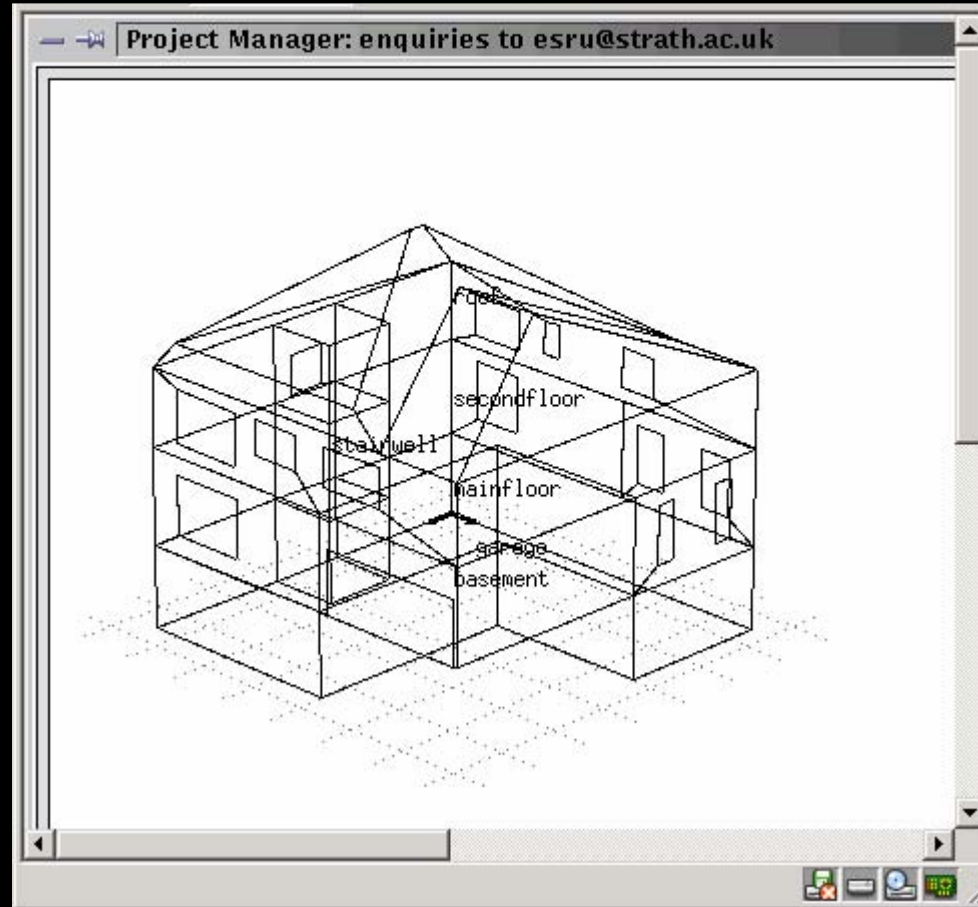 Project Manager: enquiries to esru@strath.ac.uk
roof
secondfloor
stairwell
mainfloor
garage
basement